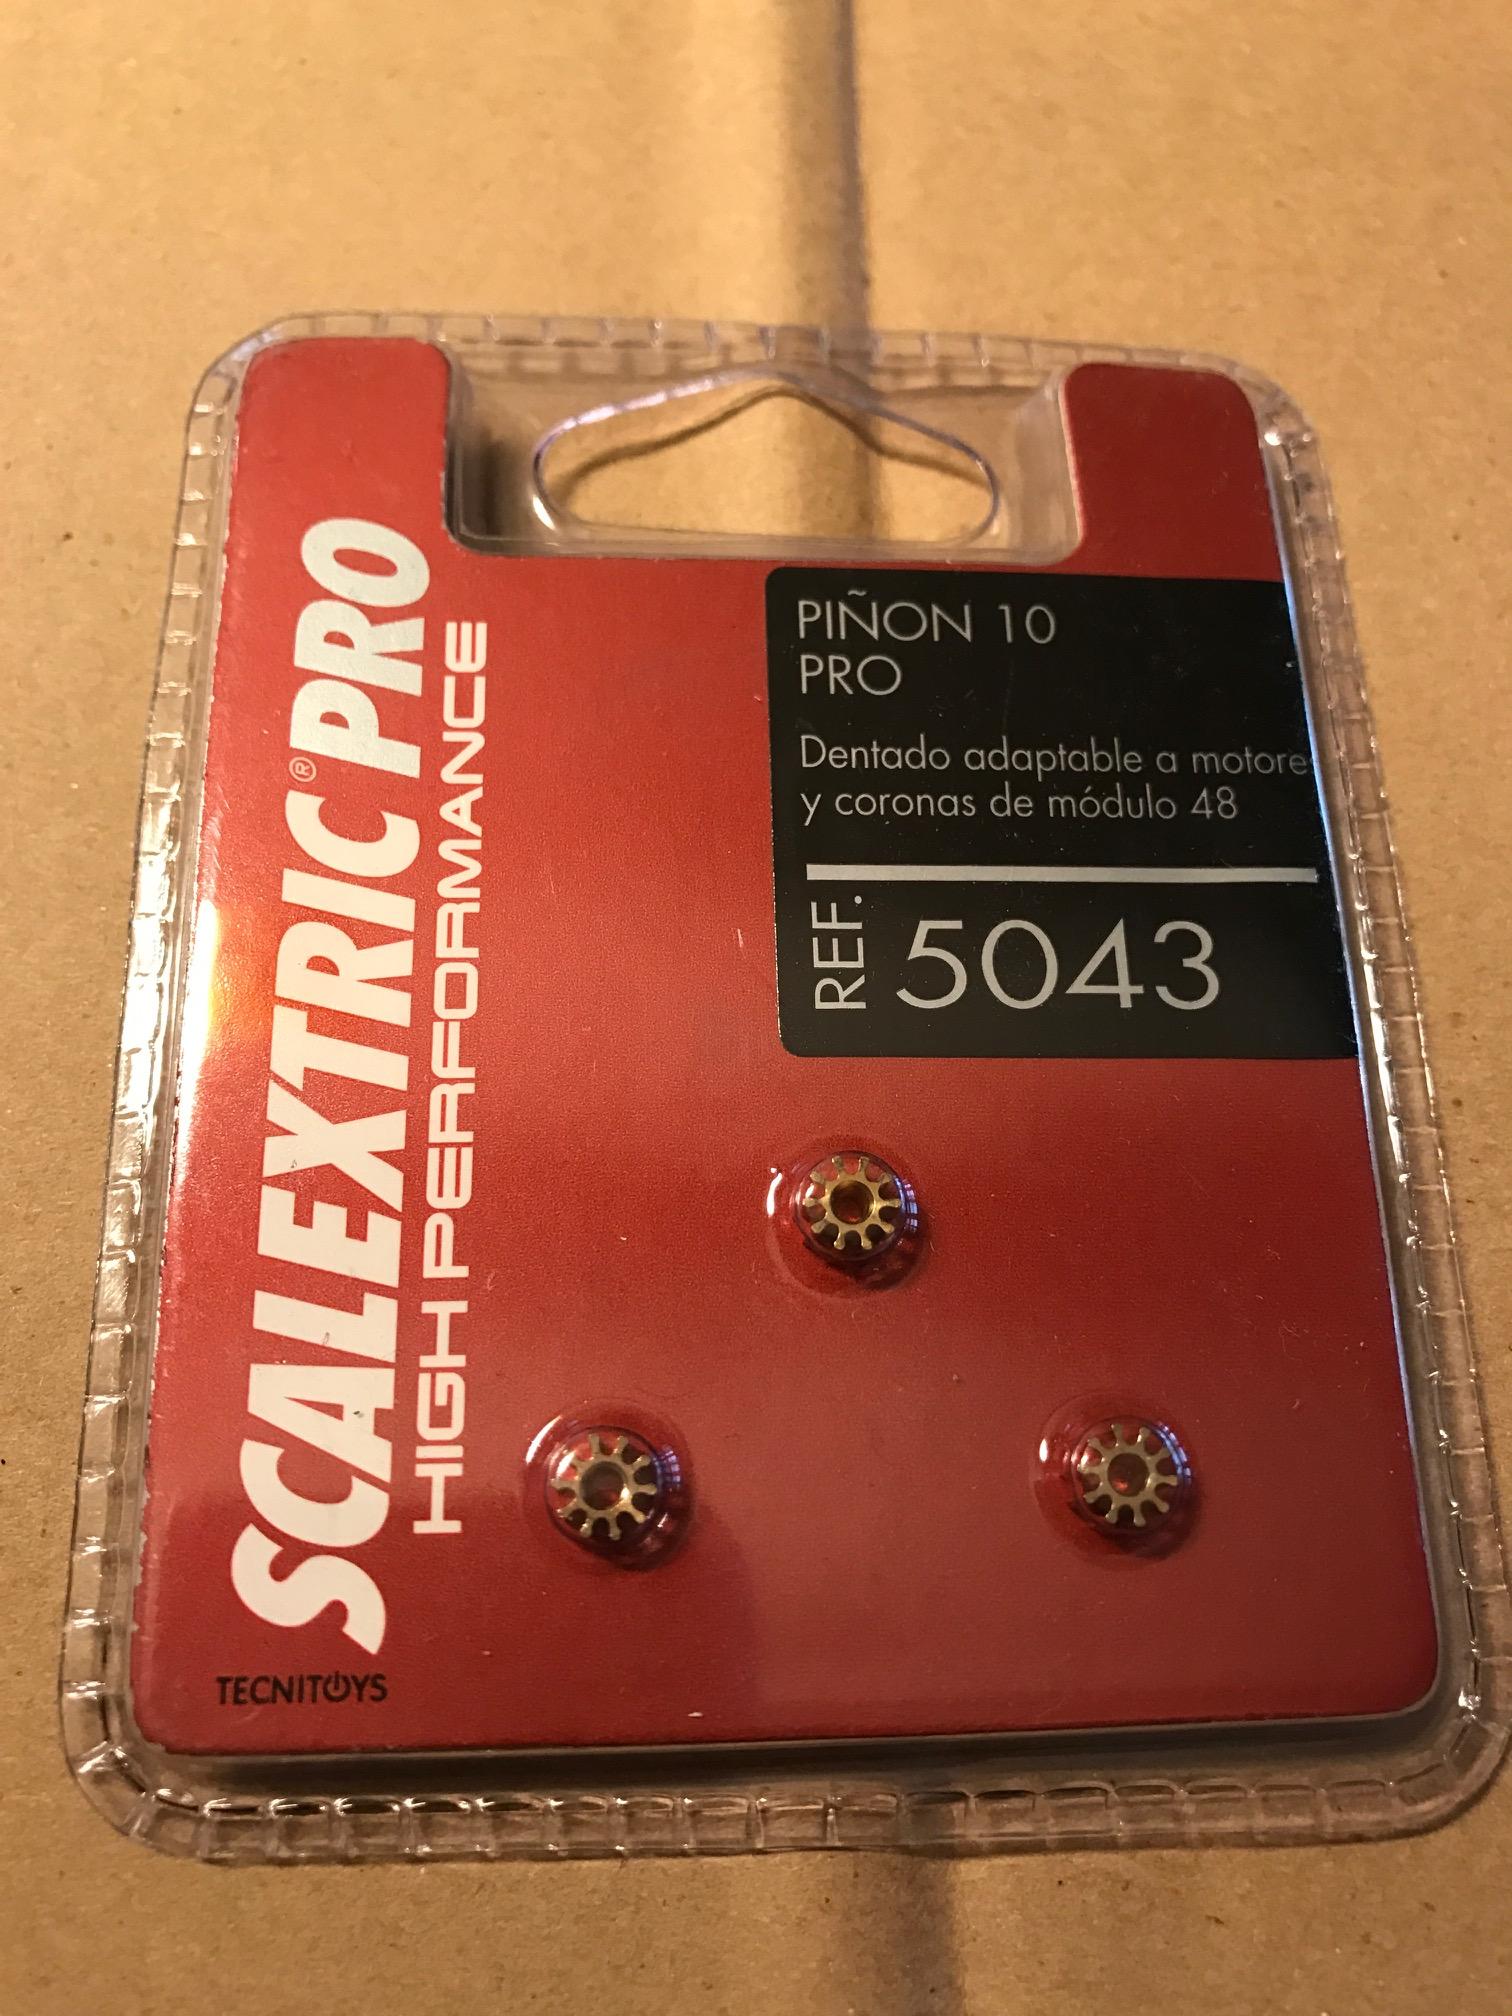 SCALEXTRIC® PRO
HIGH PERFORMANCE
PIÑON 10
PRO
Dentado adaptable a motores
y coronas de módulo 48
REF. 5043
TECNITOYS